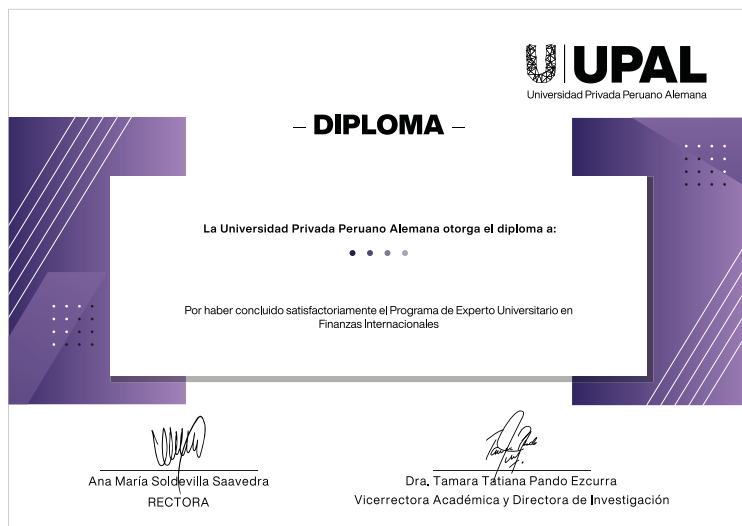 UPAL
Universidad Privada Peruano Alemana
– DIPLOMA –
La Universidad Privada Peruano Alemana otorga el diploma a:
Por haber concluido satisfactoriamente el Programa de Experto Universitario en
Finanzas Internacionales
Ana María Soldevilla Saavedra
RECTORA
Dra. Tamara Tatiana Pando Ezcurra
Vicerrectora Académica y Directora de Investigación